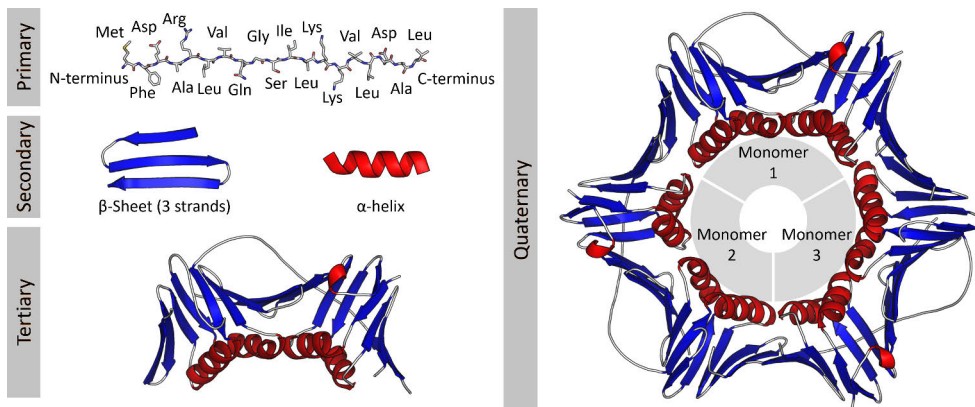 Primary
Met Asp Arg Val Gly Ile Lys Val Asp Leu
N-terminus C-terminus
Phe Ala Leu Gln Ser Leu Lys Leu Ala
Secondary
β-Sheet (3 strands)
α-helix
Tertiary
Quaternary
Monomer
1
Monomer
2
Monomer
3